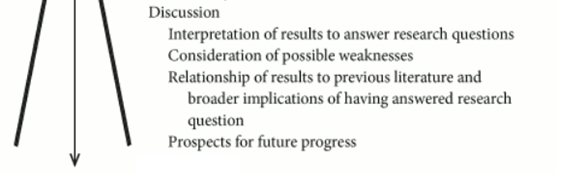 Discussion
Interpretation of results to answer research questions
Consideration of possible weaknesses
Relationship of results to previous literature and
broader implications of having answered research
question
Prospects for future progress